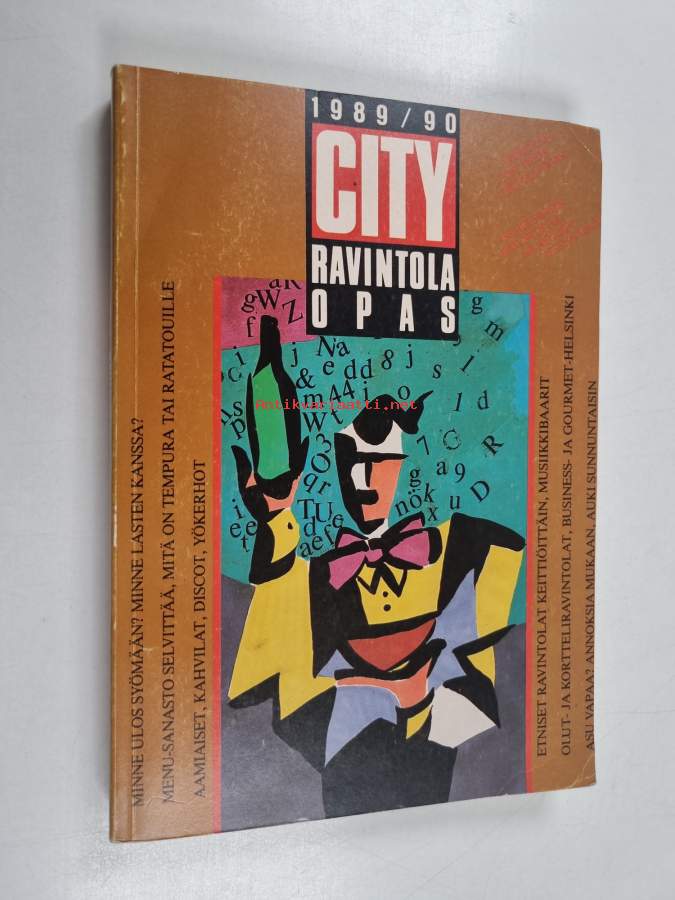 1989/90
CITY
RAVINTOLA
OPAS
MINNE ULOS SYÖMÄÄN? MINNE LASTEN KANSSA?
MENU-SANASTO SELVITTÄÄ, MITÄ ON TEMPURA TAI RATATOUILLE
AAMIAISET, KAHVILAT, DISCOT, YÖKERHOT
ETNISET RAVINTOLAT KEITTIÖITTÄIN, MUSIIKKIBAARIT
OLUT- JA KORTTELIRAVINTOLAT, BUSINESS- JA GOURMET-HELSINKI
ASU VAPAA? ANNOKSIA MUKAAN, AUKI SUNNUNTAISIN
Antikvariaatti.net